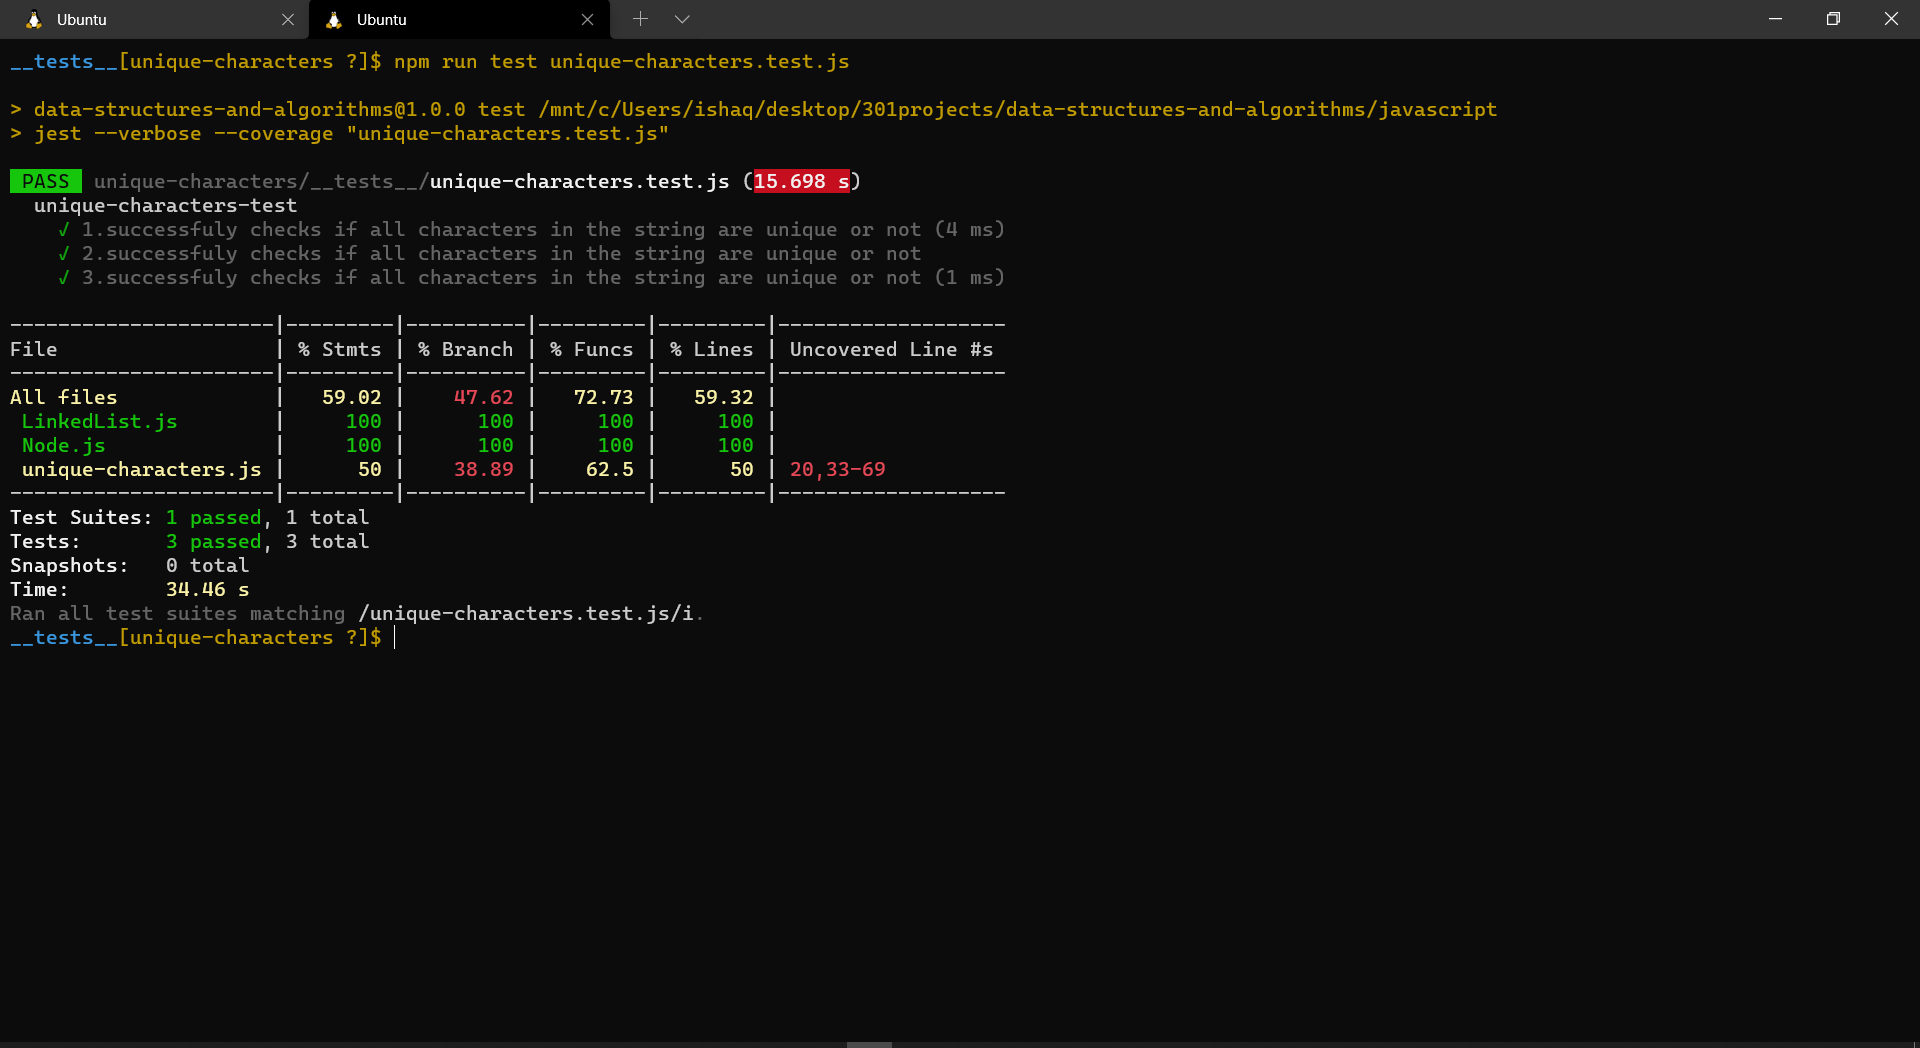 Ubuntu Ubuntu
__tests__[unique-characters ?]$ npm run test unique-characters.test.js
> data-structures-and-algorithms@1.0.0 test /mnt/c/Users/ishaq/desktop/301projects/data-structures-and-algorithms/javascript
> jest --verbose --coverage "unique-characters.test.js"
PASS unique-characters/__tests__/unique-characters.test.js (15.698 s)
unique-characters-test
√ 1.successfuly checks if all characters in the string are unique or not (4 ms)
√ 2.successfuly checks if all characters in the string are unique or not
√ 3.successfuly checks if all characters in the string are unique or not (1 ms)
----------------------|---------|----------|---------|---------|-------------------
File                  | % Stmts | % Branch | % Funcs | % Lines | Uncovered Line #s
----------------------|---------|----------|---------|---------|-------------------
All files             |   59.02 |    47.62 |   72.73 |   59.32 |
 LinkedList.js        |     100 |      100 |     100 |     100 |
 Node.js              |     100 |      100 |     100 |     100 |
 unique-characters.js |      50 |    38.89 |    62.5 |      50 | 20,33-69
----------------------|---------|----------|---------|---------|-------------------
Test Suites: 1 passed, 1 total
Tests:       3 passed, 3 total
Snapshots:   0 total
Time:        34.46 s
Ran all test suites matching /unique-characters.test.js/i.
__tests__[unique-characters ?]$